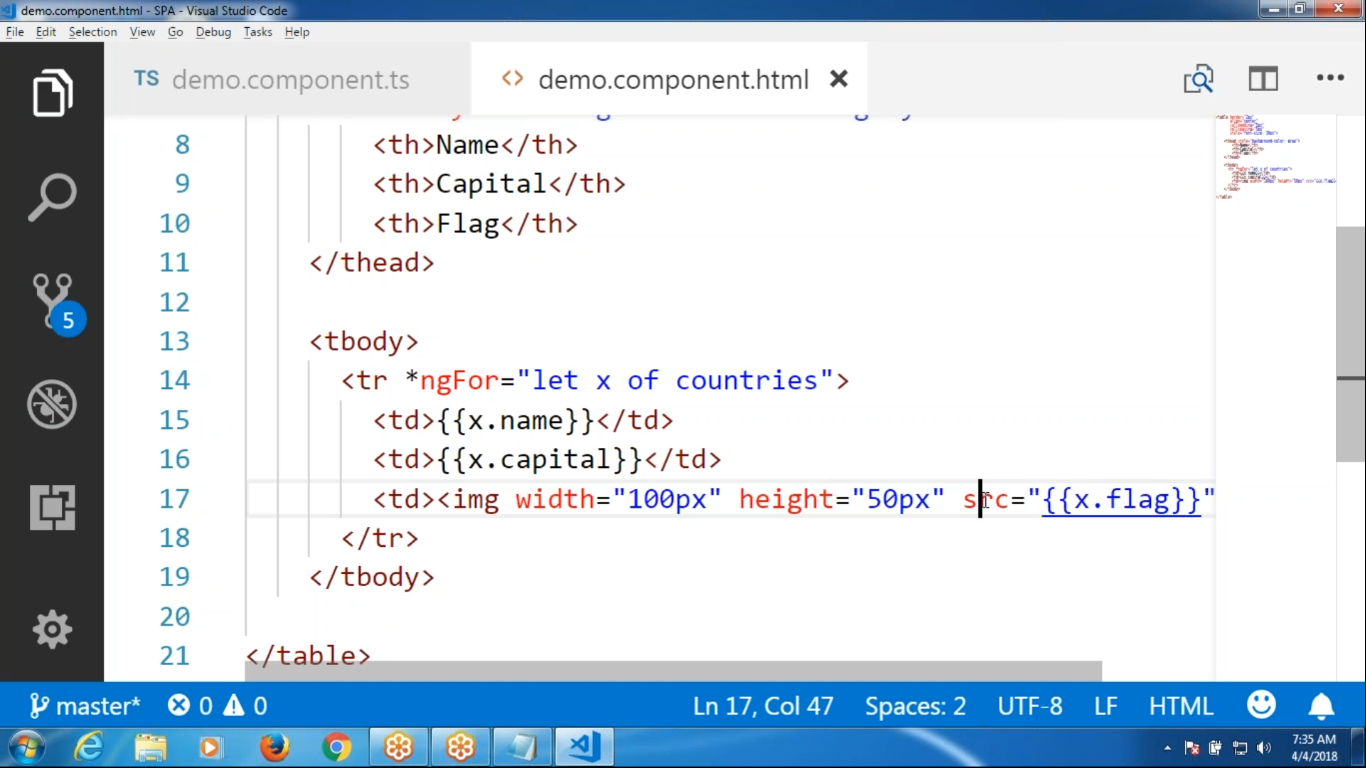 demo.component.html - SPA - Visual Studio Code
File Edit Selection View Go Debug Tasks Help
TS demo.component.ts <> demo.component.html
8 <th>Name</th>
9 <th>Capital</th>
10 <th>Flag</th>
11 </thead>
12
13 <tbody>
14 <tr *ngFor="let x of countries">
15 <td>{{x.name}}</td>
16 <td>{{x.capital}}</td>
17 <td><img width="100px" height="50px" src="{{x.flag}}"
18 </tr>
19 </tbody>
20
21 </table>
5
master* 0 0 Ln 17, Col 47 Spaces: 2 UTF-8 LF HTML
7:35 AM
4/4/2018